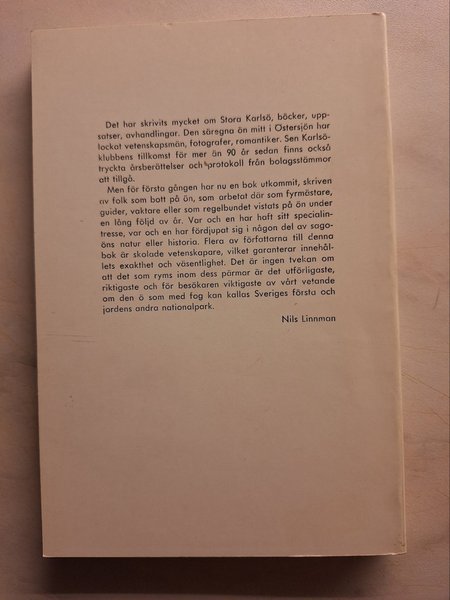 Det har skrivits mycket om Stora Karlsö, böcker, upp-
satser, avhandlingar. Den säregna ön mitt i Östersjön har
lockat vetenskapsmän, fotografer, romantiker. Sen Karlsö-
klubbens tillkomst för mer än 90 år sedan finns också
tryckta årsberättelser och protokoll från bolagsstämmor
att tillgå.
Men för första gången har nu en bok utkommit, skriven
av folk som bott på ön, som arbetat där som fyrmästare,
guider, vaktare eller som regelbundet vistats på ön under
en lång följd av år. Var och en har haft sitt specialin-
tresse, var och en har fördjupat sig i någon del av sago-
öns natur eller historia. Flera av författarna till denna
bok är skolade vetenskapare, vilket garanterar innehål-
lets exakthet och väsentlighet. Det är ingen tvekan om
att det som ryms inom dess pärmar är det utförligaste,
riktigaste och för besökaren viktigaste av vårt vetande
om den ö som med fog kan kallas Sveriges första och
jordens andra nationalpark.
Nils Linnman